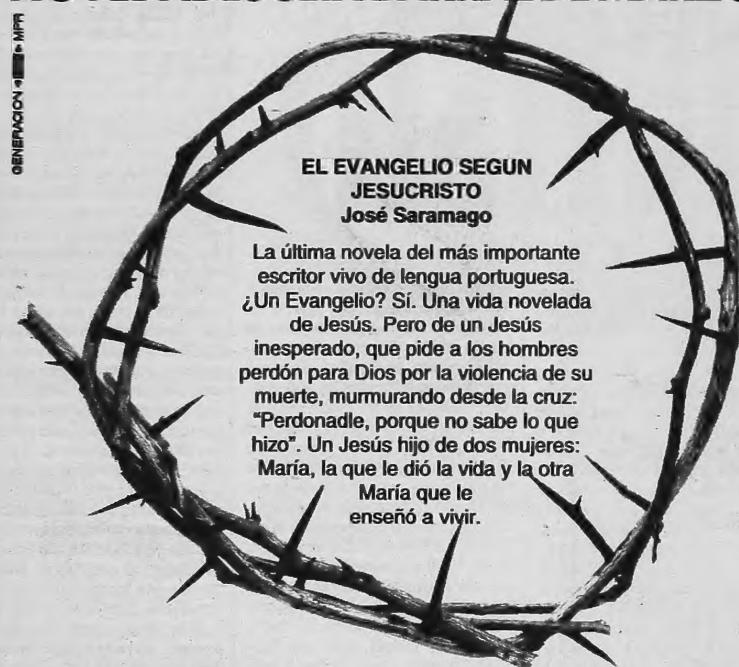 GENERACION MPR
EL EVANGELIO SEGUN
JESUCRISTO
José Saramago
La última novela del más importante
escritor vivo de lengua portuguesa.
¿Un Evangelio? Sí. Una vida novelada
de Jesús. Pero de un Jesús
inesperado, que pide a los hombres
perdón para Dios por la violencia de su
muerte, murmurando desde la cruz:
"Perdonadle, porque no sabe lo que
hizo". Un Jesús hijo de dos mujeres:
María, la que le dió la vida y la otra
María que le
enseñó a vivir.